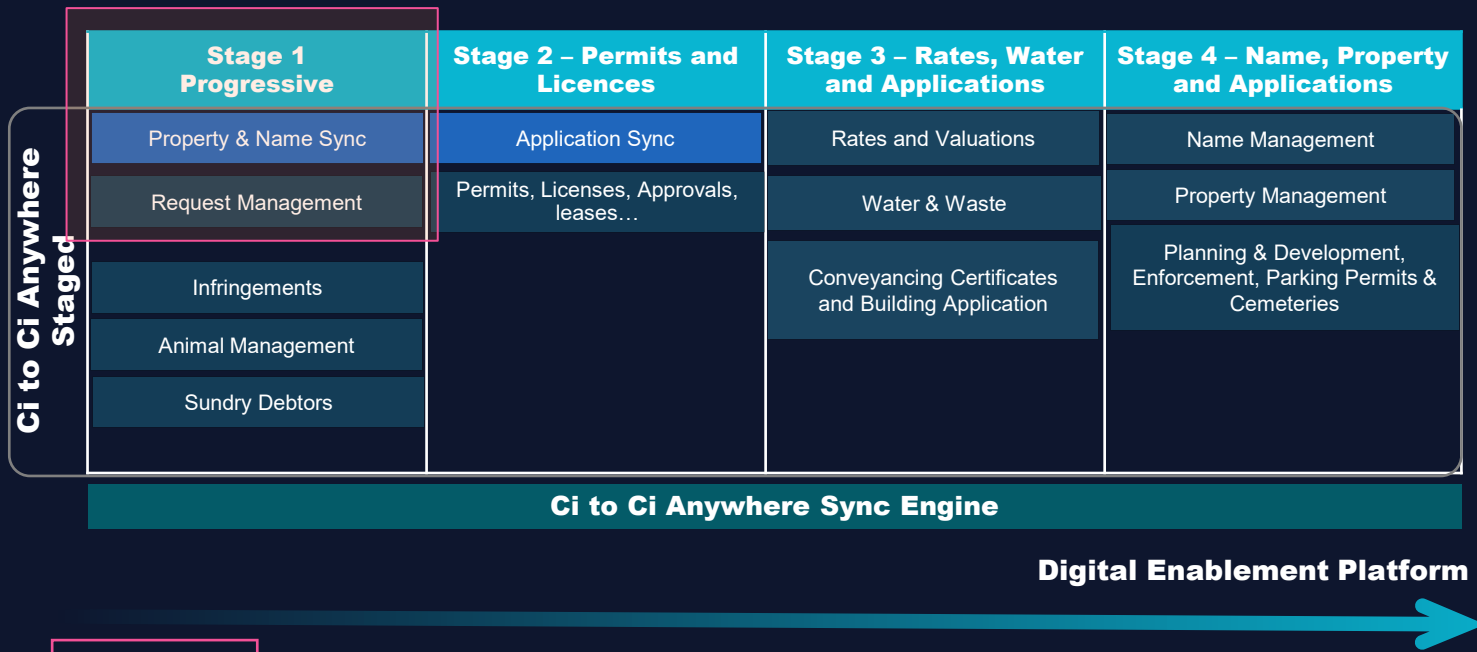 Stage 1
Progressive
Stage 2 – Permits and
Licences
Stage 3 – Rates, Water
and Applications
Stage 4 – Name, Property
and Applications
Ci to Ci Anywhere
Staged
Property & Name Sync
Request Management
Infringements
Animal Management
Sundry Debtors
Application Sync
Permits, Licenses, Approvals,
leases…
Rates and Valuations
Water & Waste
Conveyancing Certificates
and Building Application
Name Management
Property Management
Planning & Development,
Enforcement, Parking Permits &
Cemeteries
Ci to Ci Anywhere Sync Engine
Digital Enablement Platform